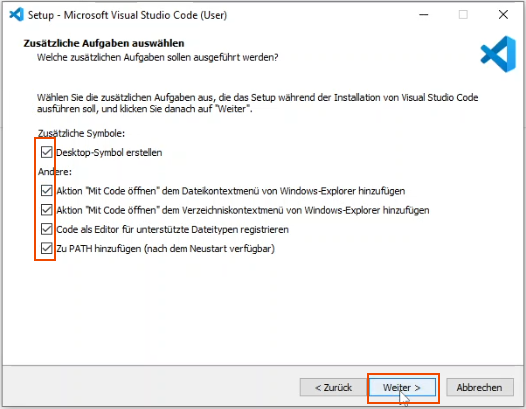 Setup - Microsoft Visual Studio Code (User)
Zusätzliche Aufgaben auswählen
Welche zusätzlichen Aufgaben sollen ausgeführt werden?
Wählen Sie die zusätzlichen Aufgaben aus, die das Setup während der Installation von Visual Studio Code
ausführen soll, und klicken Sie danach auf "Weiter".
Zusätzliche Symbole:
Desktop-Symbol erstellen
Andere:
Aktion "Mit Code öffnen" dem Dateikontextmenü von Windows-Explorer hinzufügen
Aktion "Mit Code öffnen" dem Verzeichniskontextmenü von Windows-Explorer hinzufügen
Code als Editor für unterstützte Dateitypen registrieren
Zu PATH hinzufügen (nach dem Neustart verfügbar)
< Zurück Weiter > Abbrechen